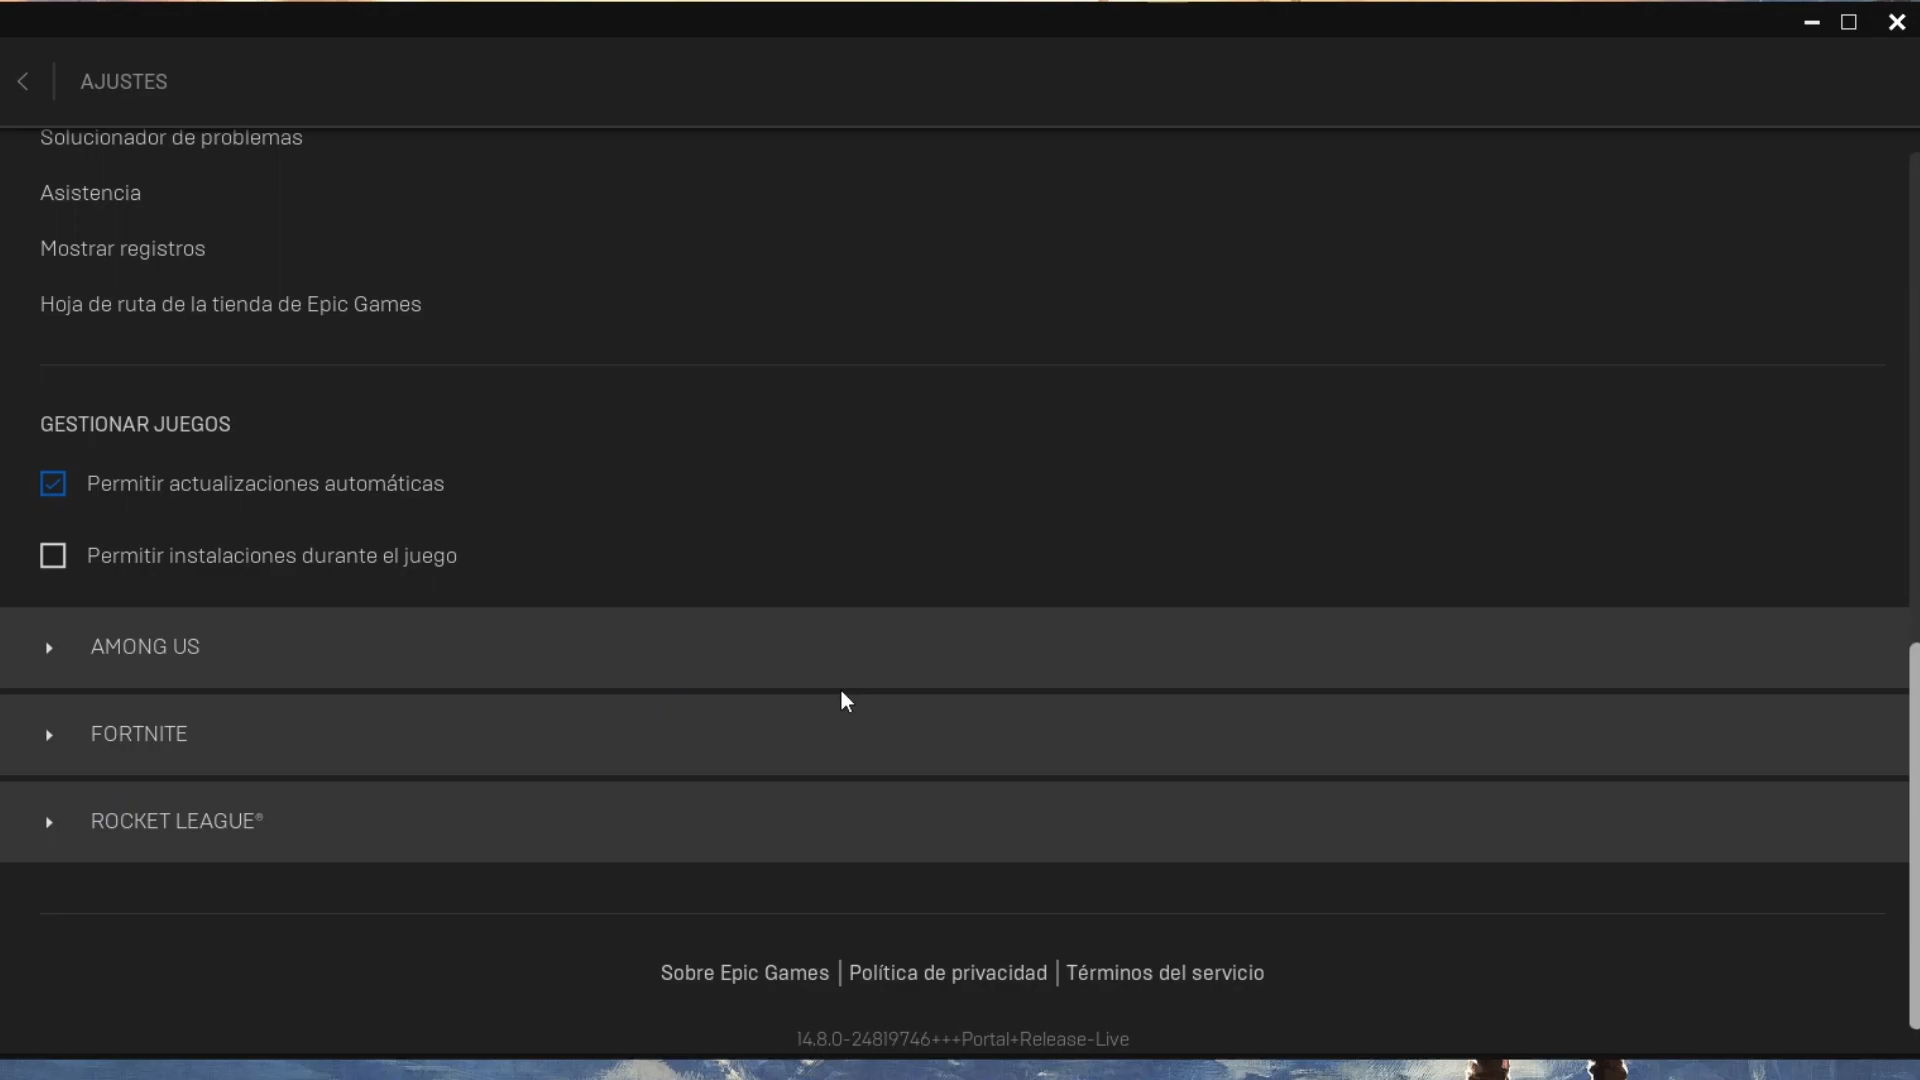 AJUSTES
Solucionador de problemas
Asistencia
Mostrar registros
Hoja de ruta de la tienda de Epic Games
GESTIONAR JUEGOS
Permitir actualizaciones automáticas
Permitir instalaciones durante el juego
AMONG US
FORTNITE
ROCKET LEAGUE®
Sobre Epic Games | Política de privacidad | Términos del servicio
14.8.0-24819746+++Portal+Release-Live